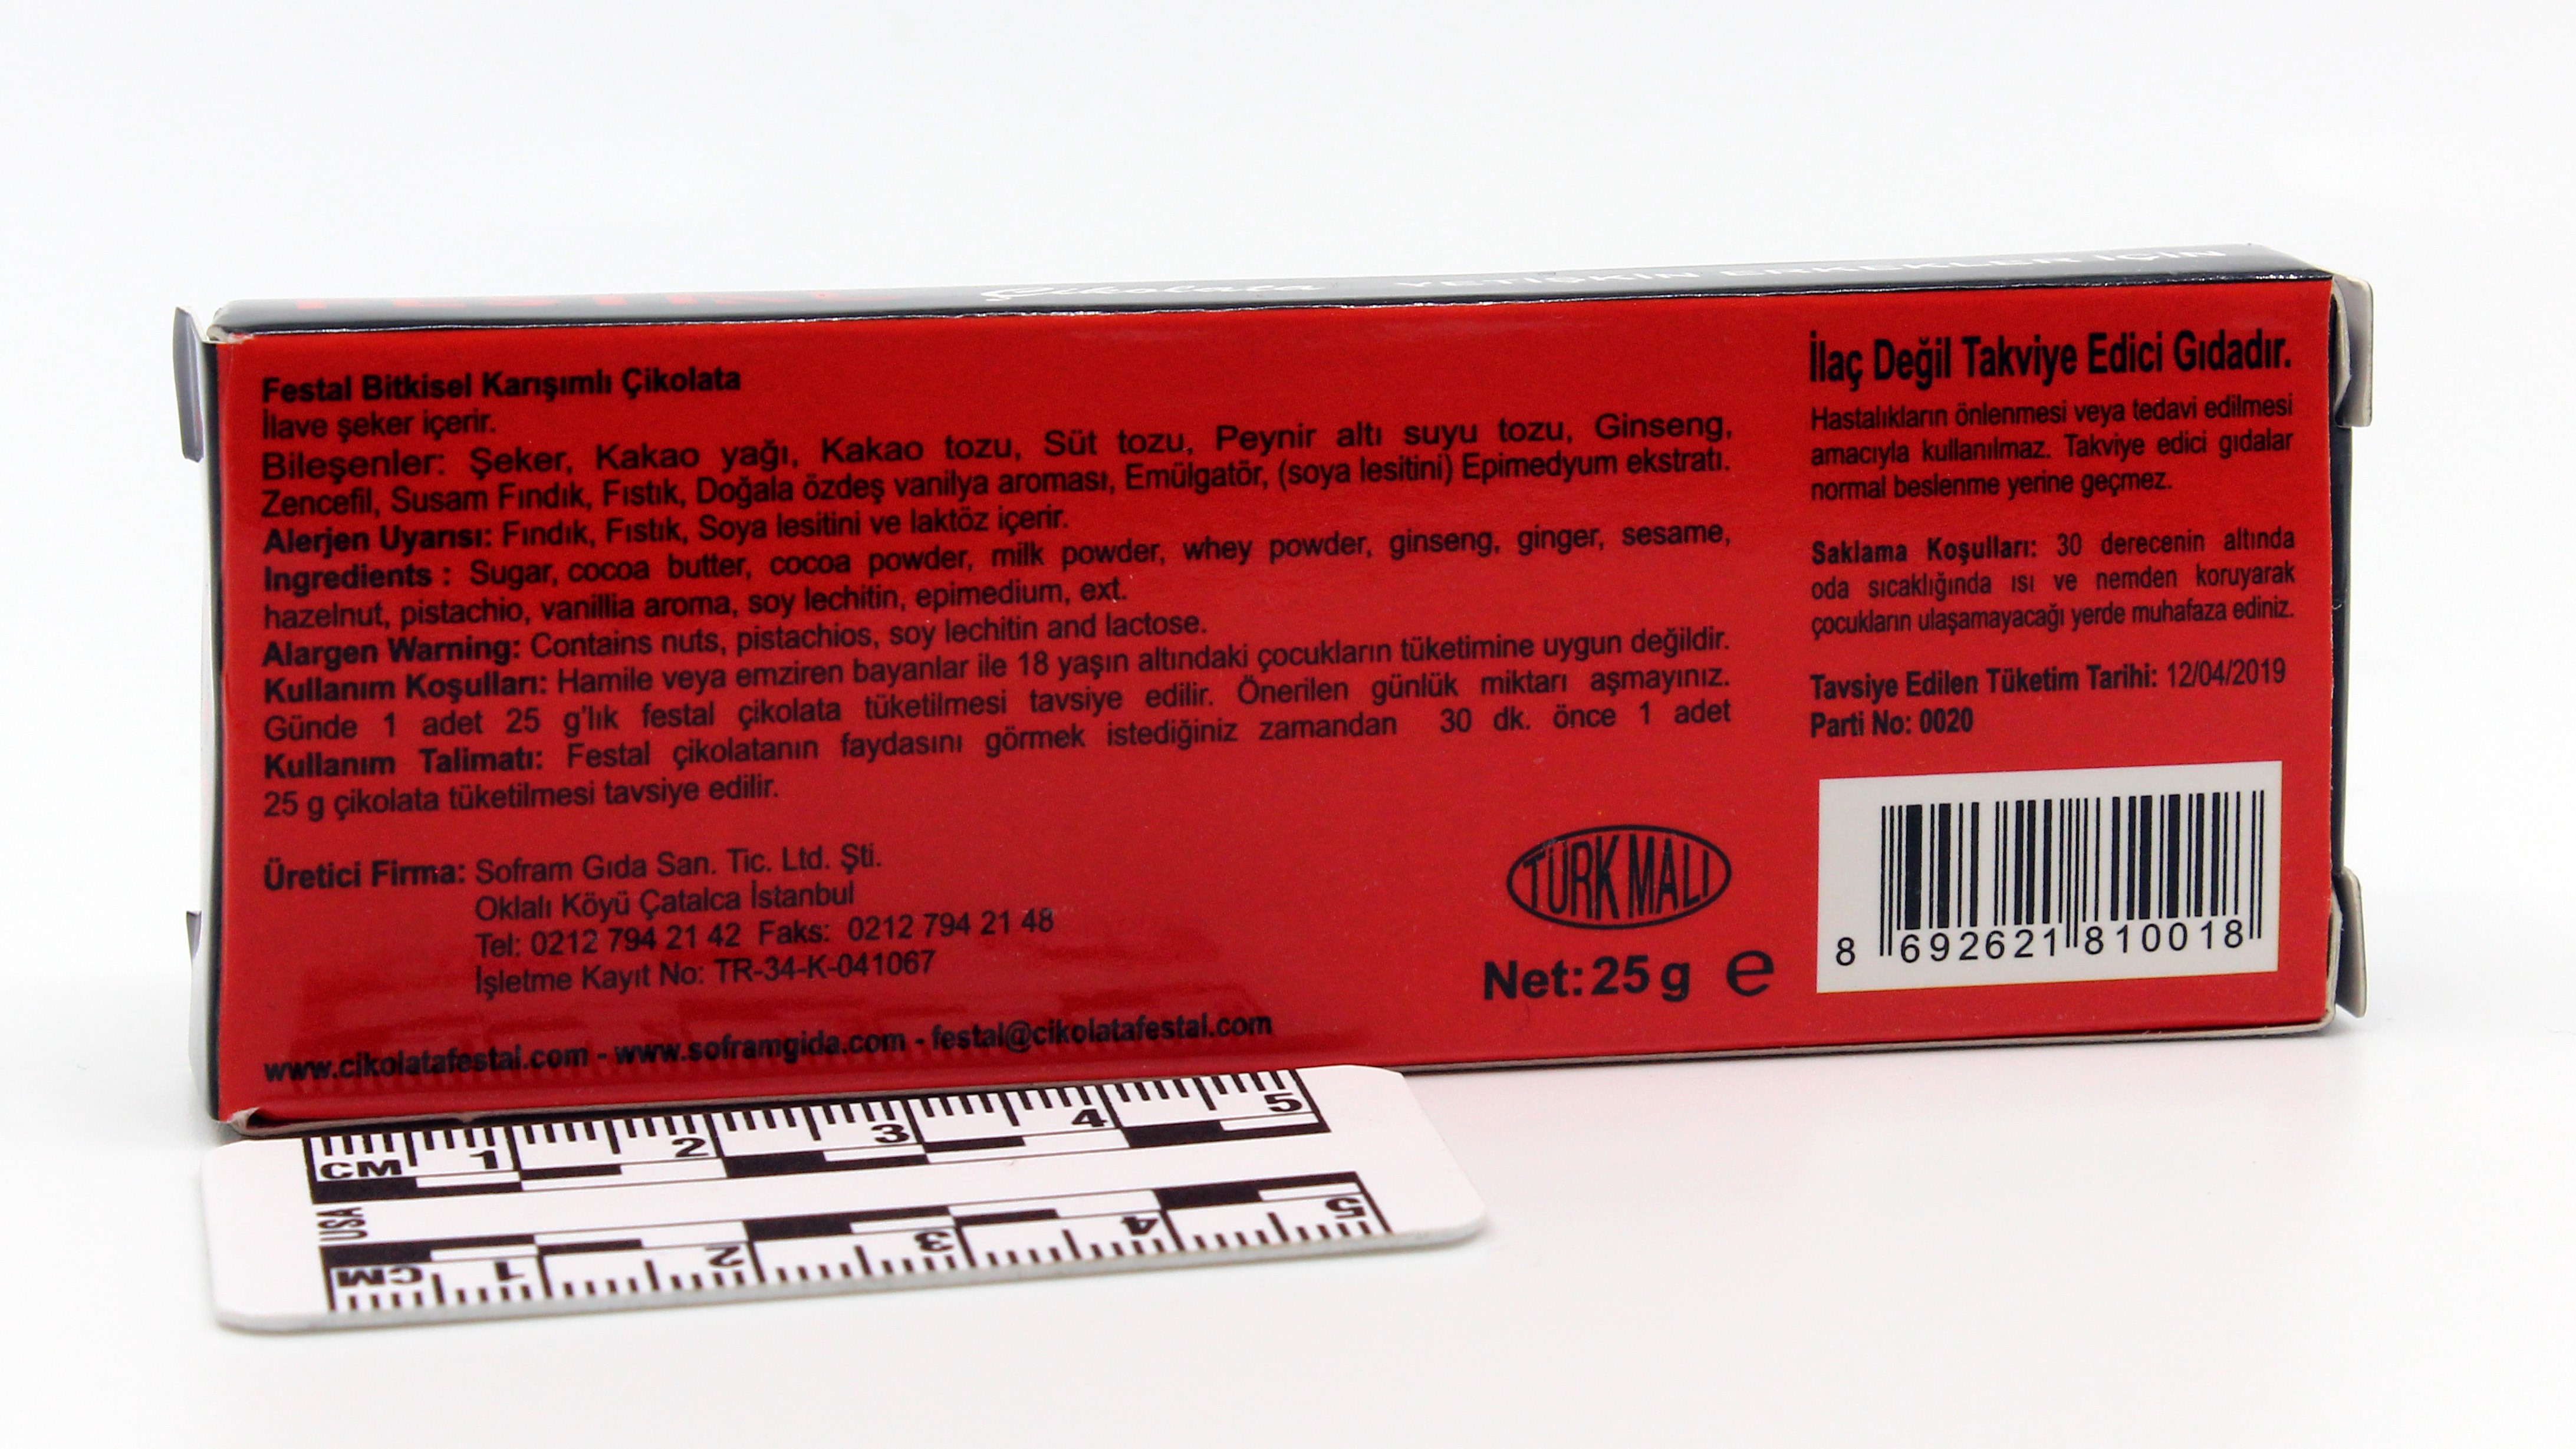 Çikolata YETİŞKİN ERKEKLER İÇİN
Festal Bitkisel Karışımlı Çikolata
İlave şeker içerir.
Bileşenler: Şeker, Kakao yağı, Kakao tozu, Süt tozu, Peynir altı suyu tozu, Ginseng,
Zencefil, Susam Fındık, Fıstık, Doğala özdeş vanilya aroması, Emülgatör, (soya lesitini) Epimedyum ekstratı.
Alerjen Uyarısı: Fındık, Fıstık, Soya lesitini ve laktöz içerir.
Ingredients : Sugar, cocoa butter, cocoa powder, milk powder, whey powder, ginseng, ginger, sesame,
hazelnut, pistachio, vanillia aroma, soy lechitin, epimedium, ext.
Alargen Warning: Contains nuts, pistachios, soy lechitin and lactose.
Kullanım Koşulları: Hamile veya emziren bayanlar ile 18 yaşın altındaki çocukların tüketimine uygun değildir.
Günde 1 adet 25 g'lık festal çikolata tüketilmesi tavsiye edilir. Önerilen günlük miktarı aşmayınız.
Kullanım Talimatı: Festal çikolatanın faydasını görmek istediğiniz zamandan 30 dk. önce 1 adet
25 g çikolata tüketilmesi tavsiye edilir.
Üretici Firma: Sofram Gıda San. Tic. Ltd. Şti.
Oklalı Köyü Çatalca İstanbul
Tel: 0212 794 21 42 Faks: 0212 794 21 48
İşletme Kayıt No: TR-34-K-041067
www.cikolatafestal.com - www.soframgida.com - festal@cikolatafestal.com
TÜRK MALI
Net: 25 g e
İlaç Değil Takviye Edici Gıdadır.
Hastalıkların önlenmesi veya tedavi edilmesi
amacıyla kullanılmaz. Takviye edici gıdalar
normal beslenme yerine geçmez.
Saklama Koşulları: 30 derecenin altında
oda sıcaklığında ısı ve nemden koruyarak
çocukların ulaşamayacağı yerde muhafaza ediniz.
Tavsiye Edilen Tüketim Tarihi: 12/04/2019
Parti No: 0020
8 692621 810018
CM 1 2 3 4 5
USA
CM 1 2 3 4 5